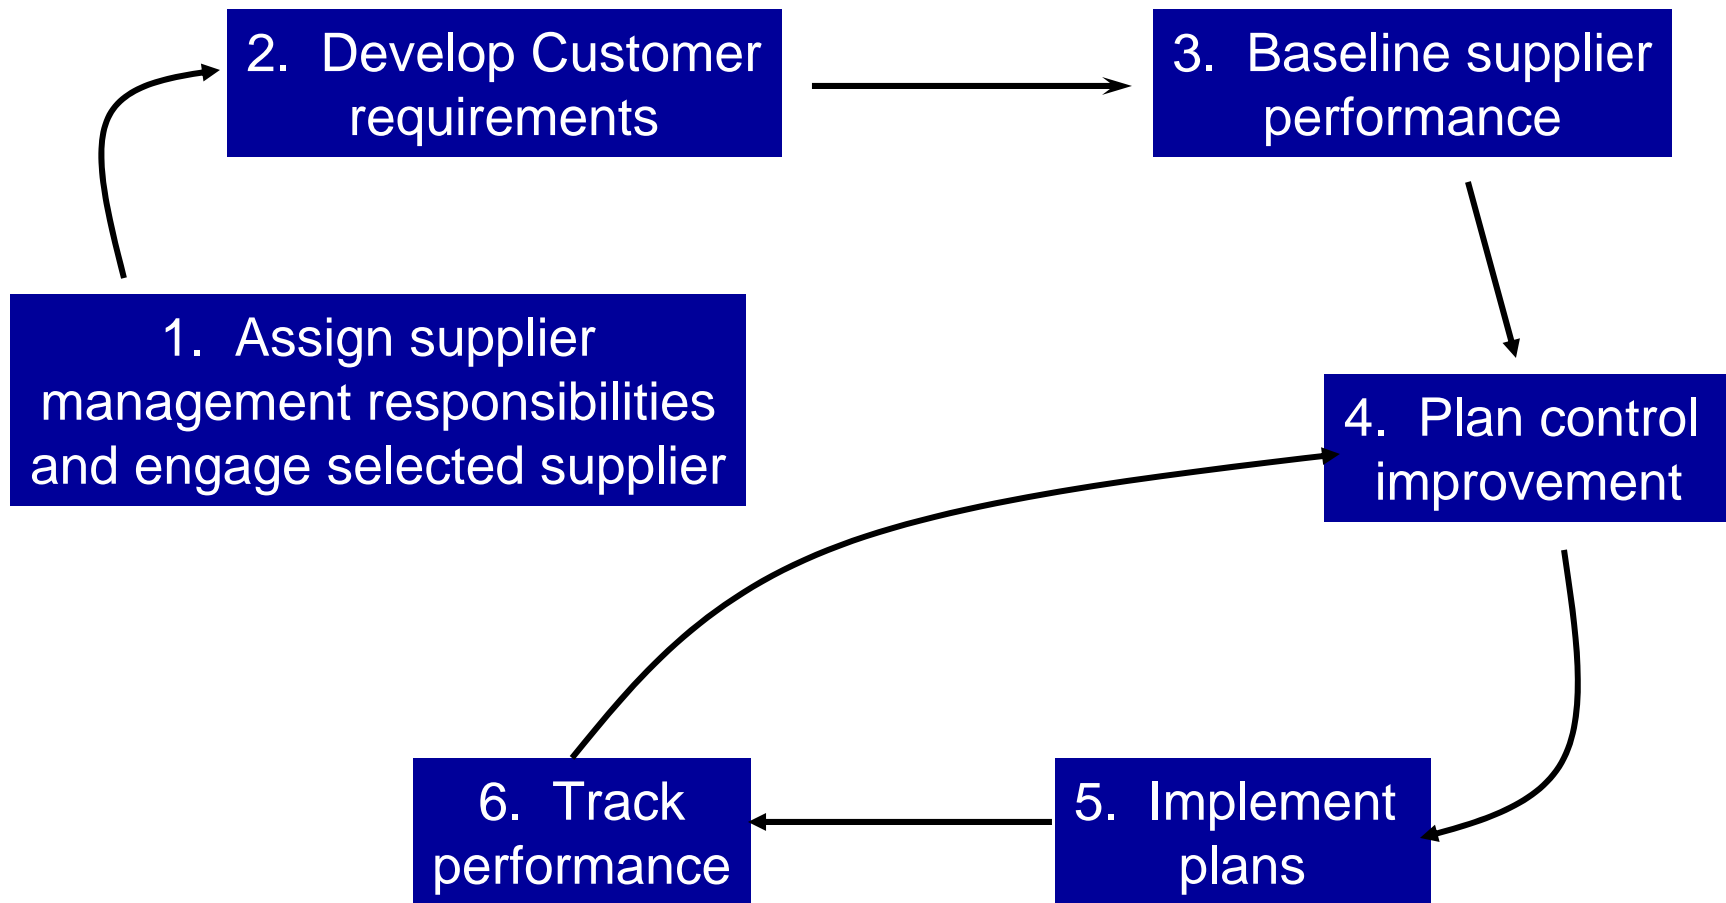 2. Develop Customer
requirements
3. Baseline supplier
performance
1. Assign supplier
management responsibilities
and engage selected supplier
4. Plan control
improvement
6. Track
performance
5. Implement
plans